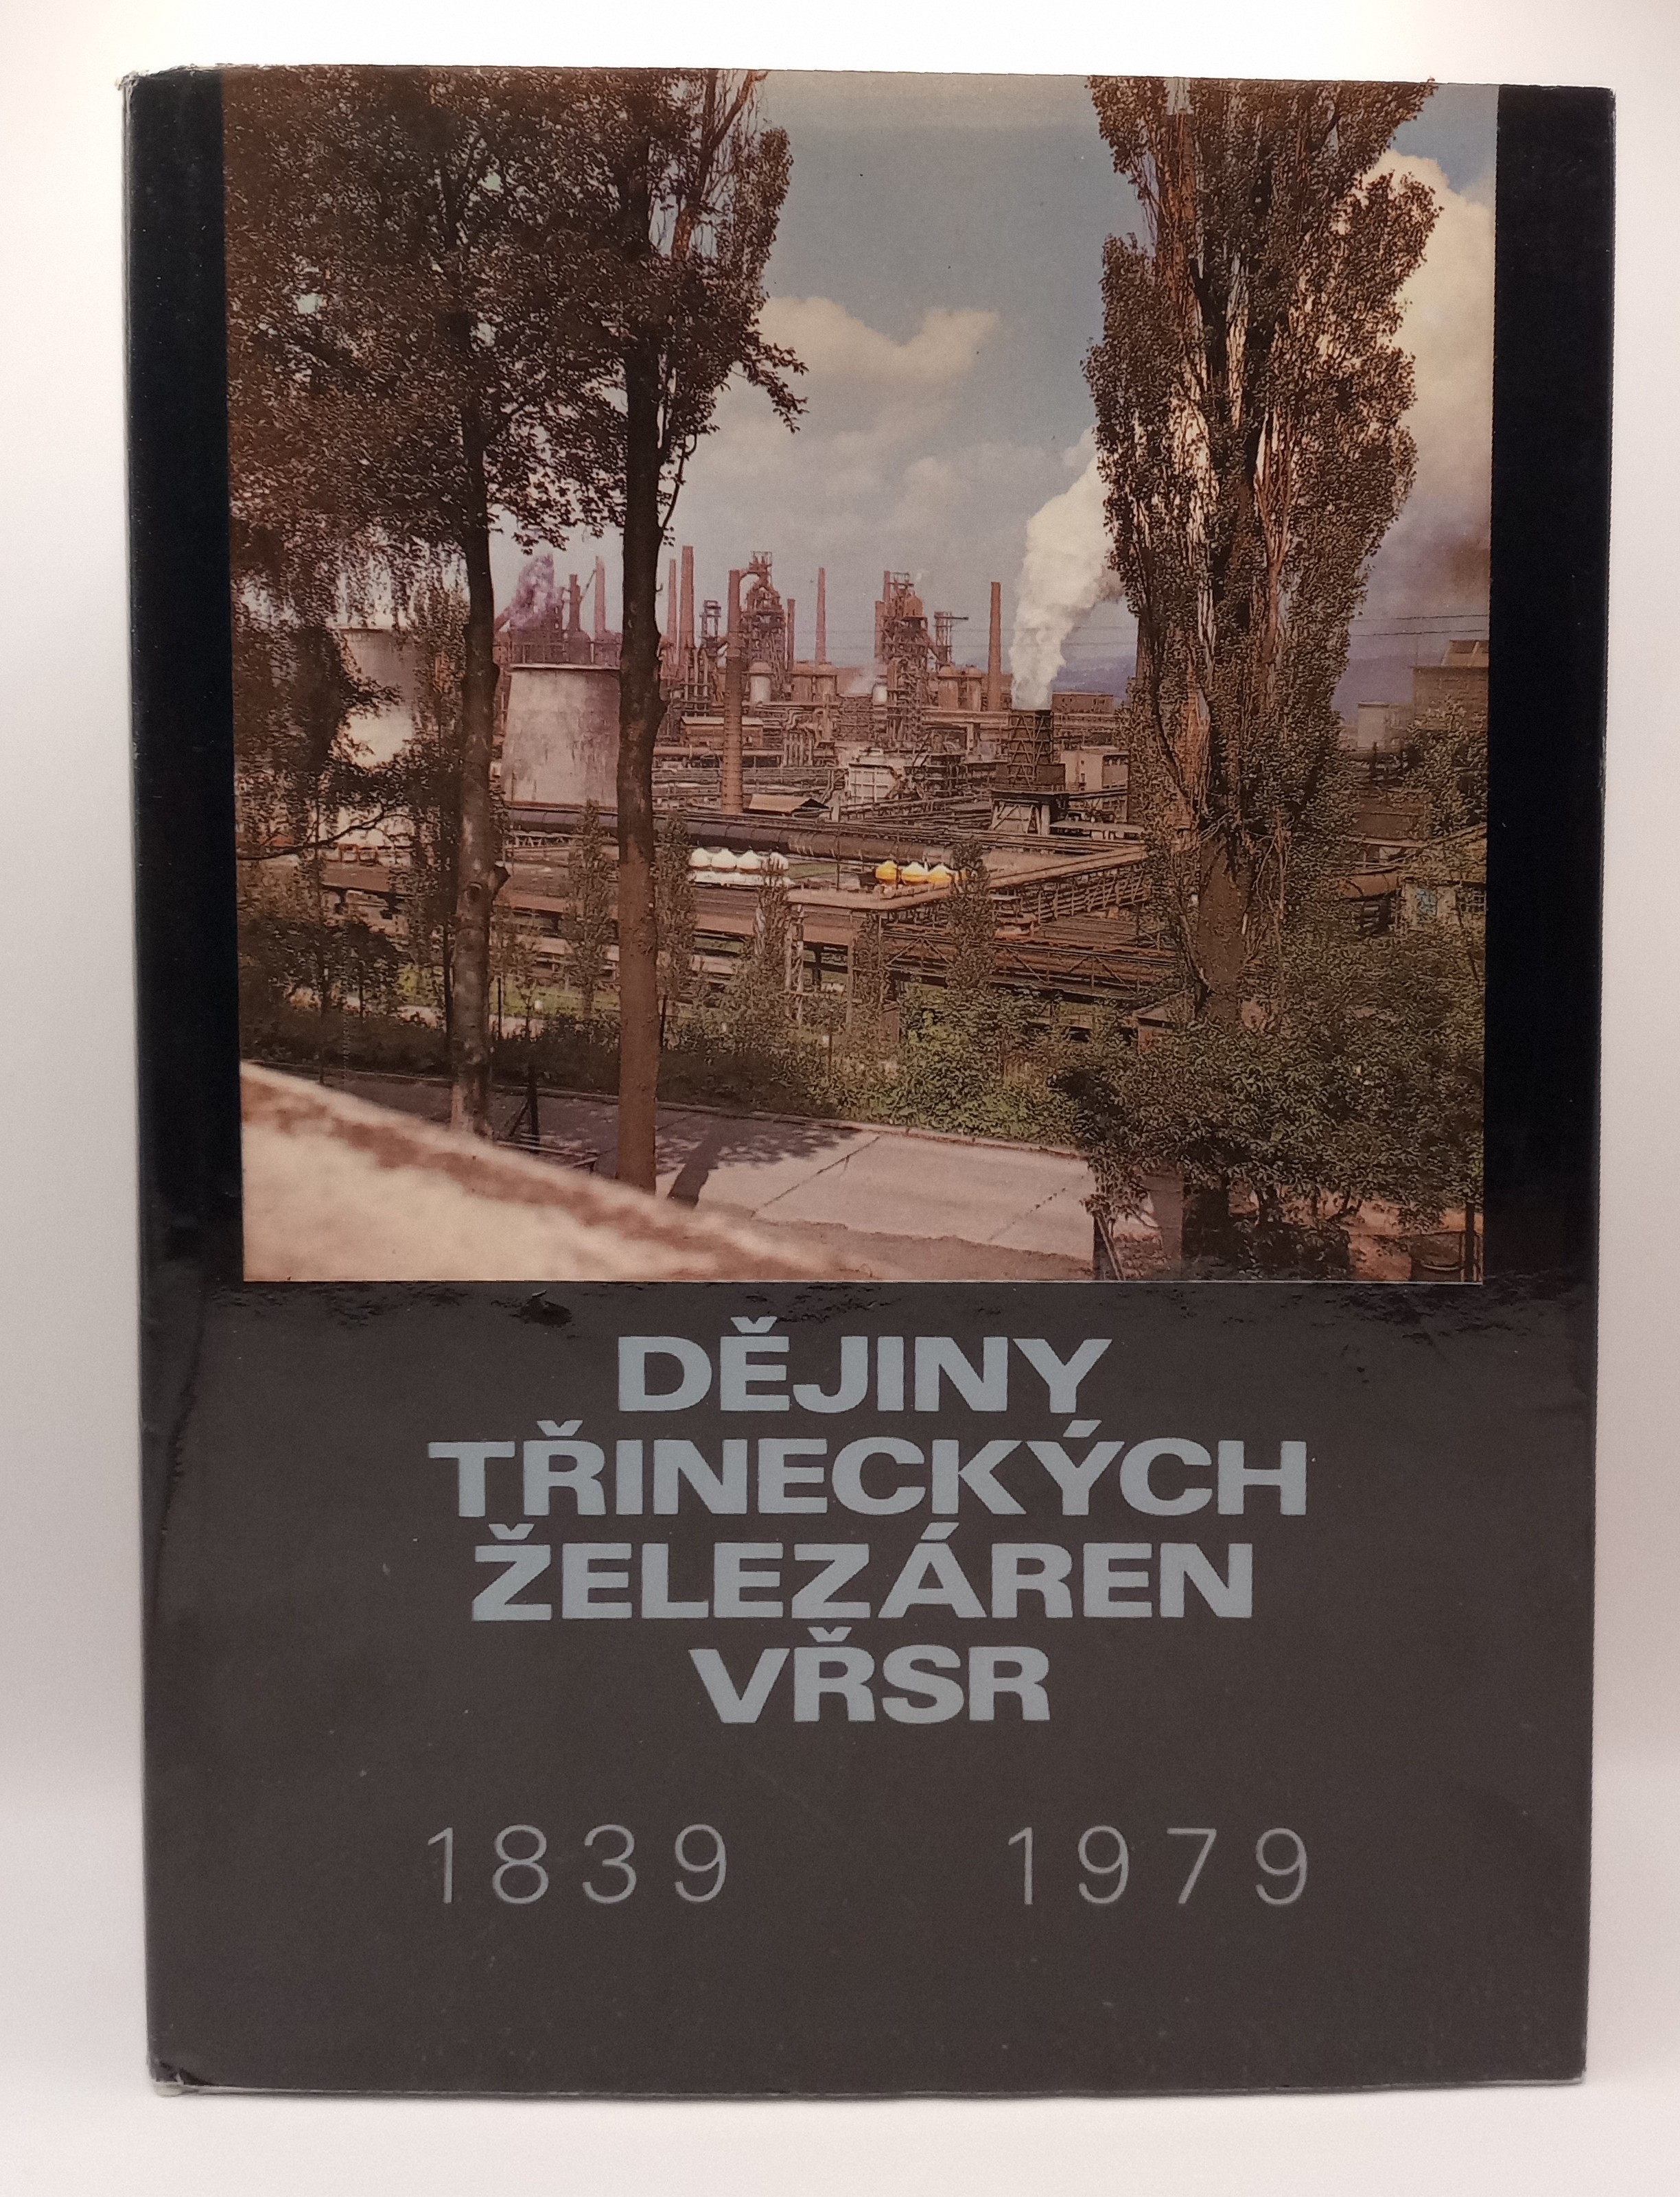 DĚJINY
TŘINECKÝCH
ŽELEZÁREN
VŘSR
1839 1979